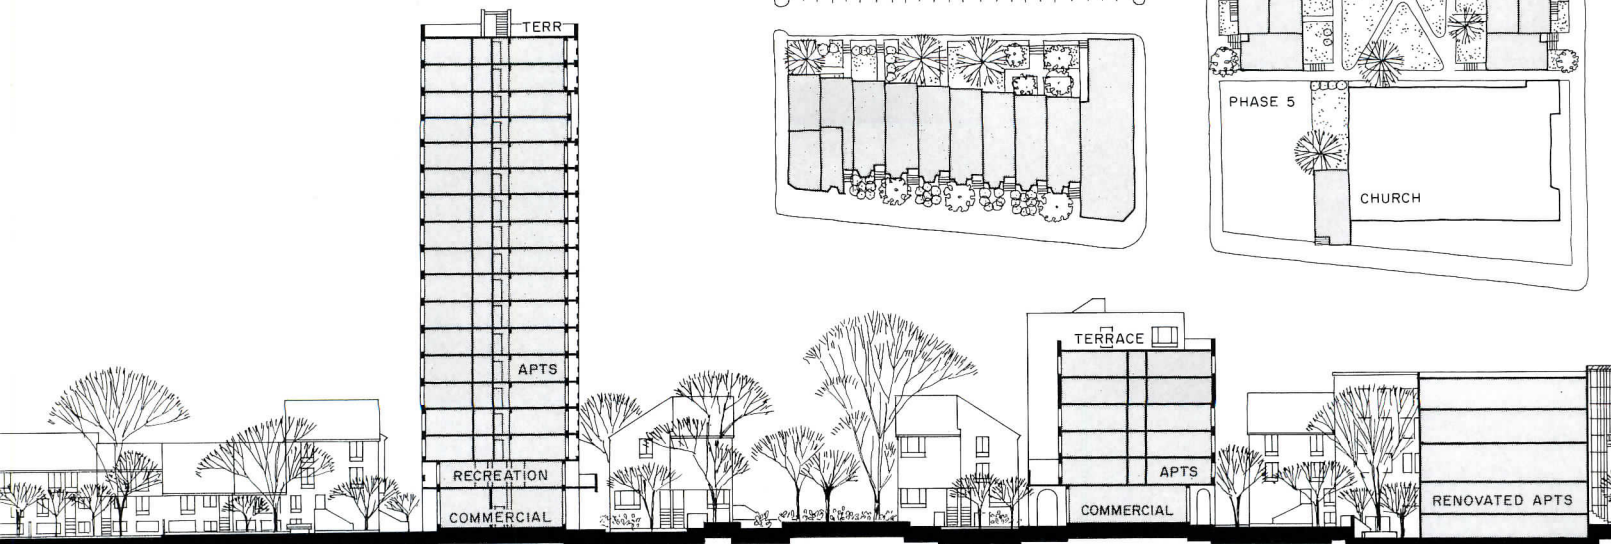 TERR
PHASE 5
CHURCH
TERRACE
APTS
RECREATION
APTS
COMMERCIAL
COMMERCIAL
RENOVATED APTS